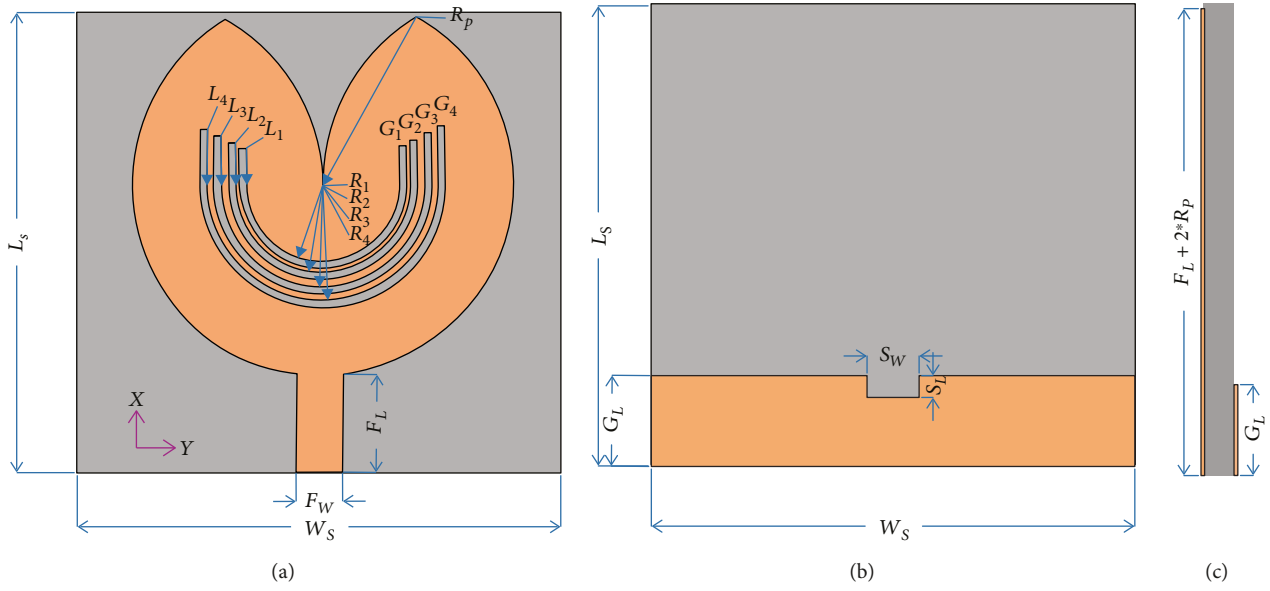 R_p
L_4 L_3 L_2 L_1
G_1 G_2 G_3 G_4
R_1
R_2
R_3
R_4
L_s
X
Y
F_L
F_W
W_S
(a)
L_S
S_W
S_L
G_L
W_S
(b)
F_L + 2*R_P
G_L
(c)